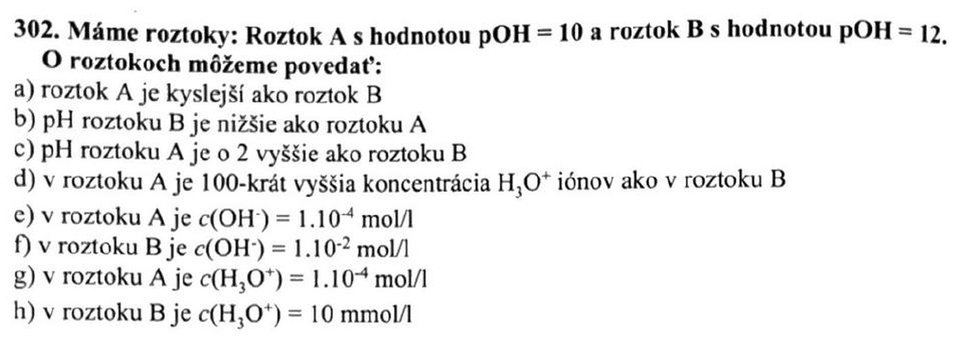 302. Máme roztoky: Roztok A s hodnotou pOH = 10 a roztok B s hodnotou pOH = 12.
O roztokoch môžeme povedať:
a) roztok A je kyslejší ako roztok B
b) pH roztoku B je nižšie ako roztoku A
c) pH roztoku A je o 2 vyššie ako roztoku B
d) v roztoku A je 100-krát vyššia koncentrácia H₃O⁺ iónov ako v roztoku B
e) v roztoku A je c(OH⁻) = 1.10⁻⁴ mol/l
f) v roztoku B je c(OH⁻) = 1.10⁻² mol/l
g) v roztoku A je c(H₃O⁺) = 1.10⁻⁴ mol/l
h) v roztoku B je c(H₃O⁺) = 10 mmol/l